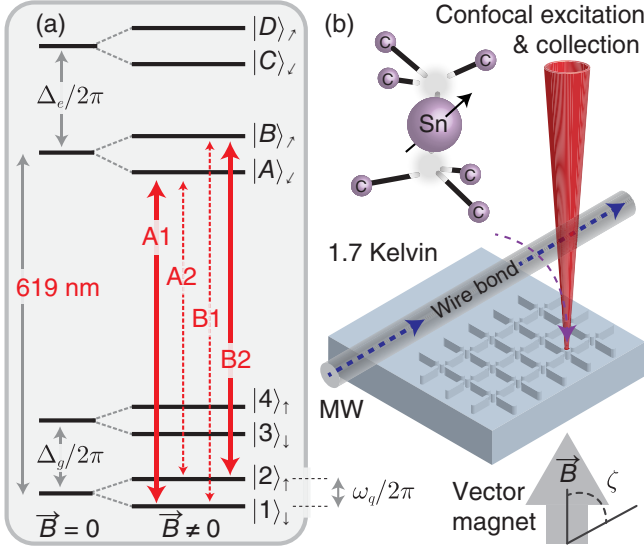 (a)
|D⟩↗
|C⟩↙
Δe/2π
|B⟩↗
|A⟩↙
A1
A2
B1
B2
619 nm
|4⟩↑
|3⟩↓
Δg/2π
|2⟩↑
|1⟩↓
ωq/2π
B = 0
B ≠ 0
(b)
Confocal excitation
& collection
C
C
C
Sn
C
C
C
1.7 Kelvin
Wire bond
MW
Vector
magnet
B
ζ